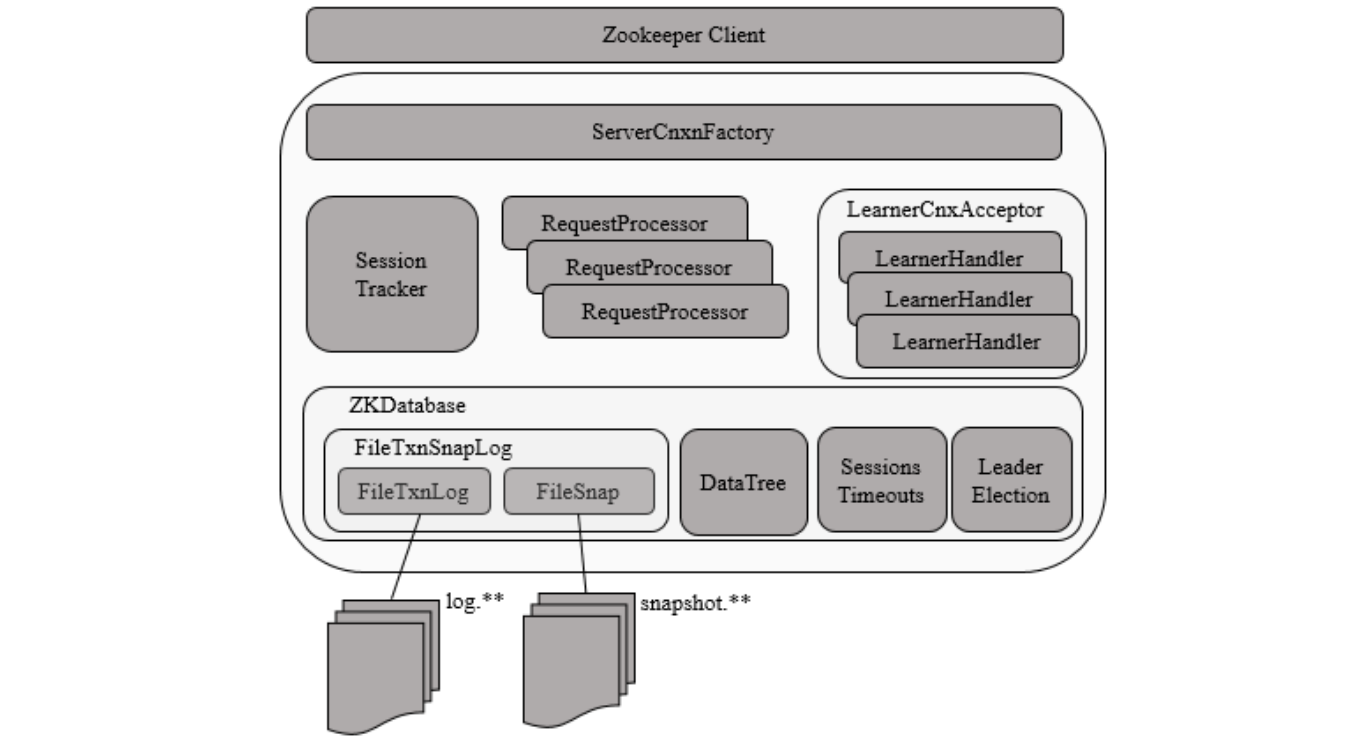 Zookeeper Client
ServerCnxnFactory
Session
Tracker
RequestProcessor
RequestProcessor
RequestProcessor
LearnerCnxAcceptor
LearnerHandler
LearnerHandler
LearnerHandler
ZKDatabase
FileTxnSnapLog
FileTxnLog
FileSnap
DataTree
Sessions
Timeouts
Leader
Election
log.**
snapshot.**